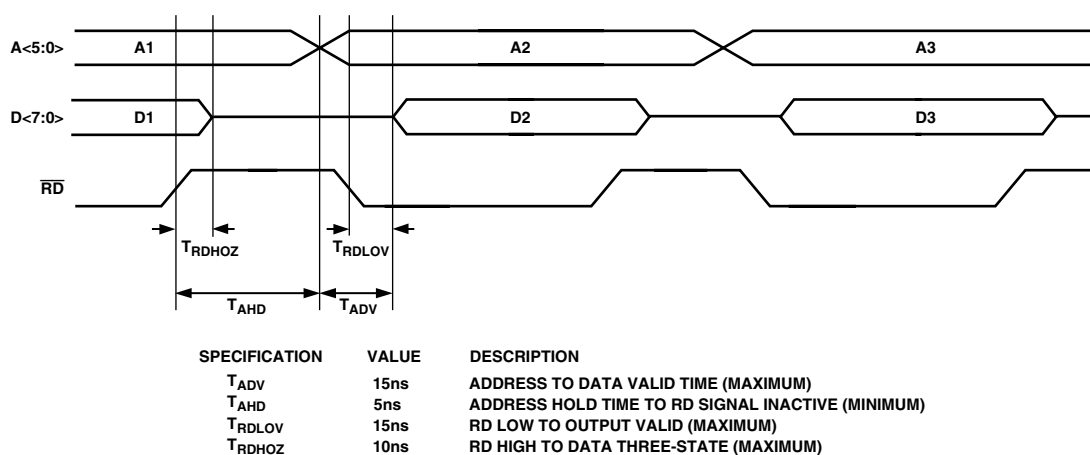 A<5:0> A1 A2 A3
D<7:0> D1 D2 D3
RD
TRDHOZ TRDLOV
TAHD TADV
SPECIFICATION VALUE DESCRIPTION
TADV 15ns ADDRESS TO DATA VALID TIME (MAXIMUM)
TAHD 5ns ADDRESS HOLD TIME TO RD SIGNAL INACTIVE (MINIMUM)
TRDLOV 15ns RD LOW TO OUTPUT VALID (MAXIMUM)
TRDHOZ 10ns RD HIGH TO DATA THREE-STATE (MAXIMUM)